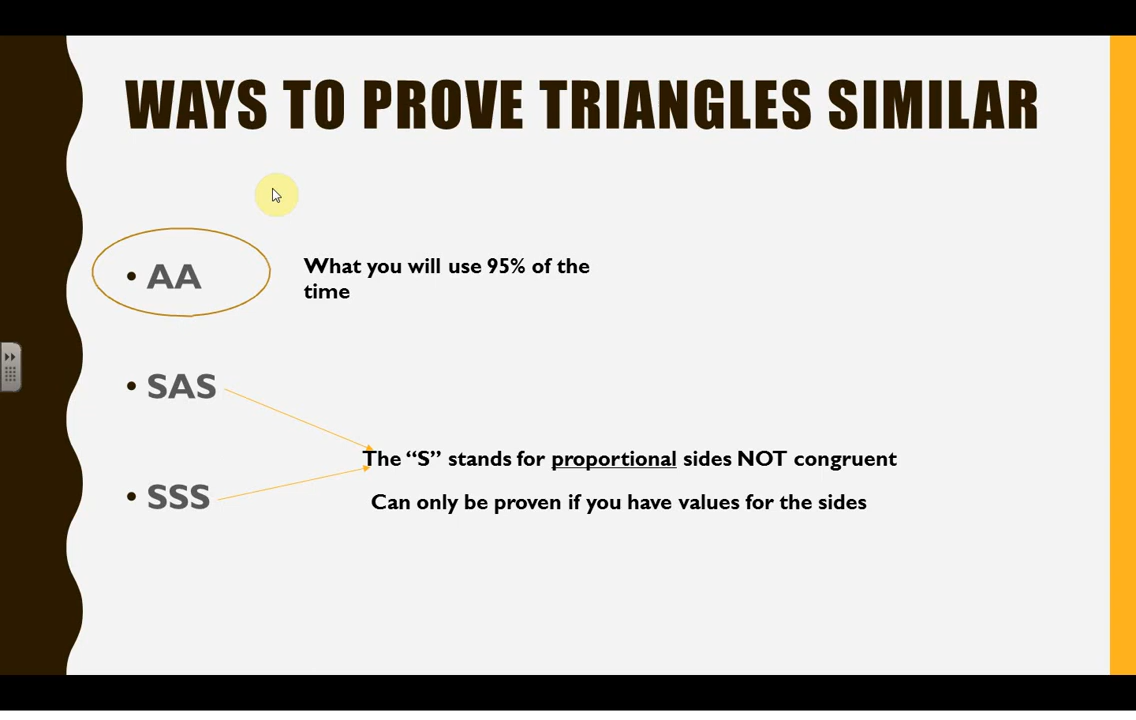 WAYS TO PROVE TRIANGLES SIMILAR
• AA
What you will use 95% of the
time
• SAS
The “S” stands for proportional sides NOT congruent
• SSS
Can only be proven if you have values for the sides